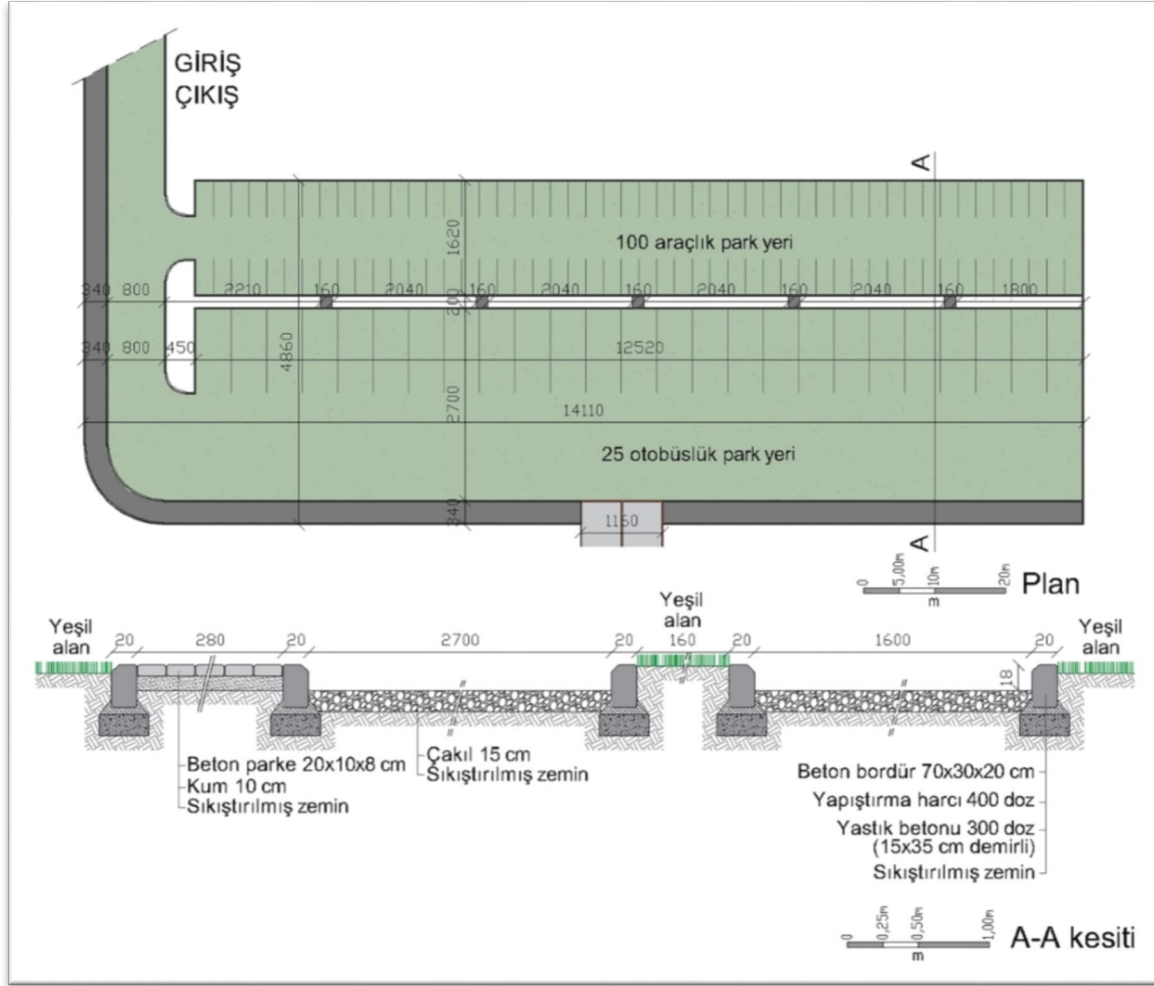 GİRİŞ
ÇIKIŞ
A
1620
100 araçlık park yeri
340 800 2210 160 2040 160 2040 160 2040 160 2040 160 1800
200
340 800 450 4860 12520
2700
14110
25 otobüslük park yeri
340
1160
A
0 5,00m 10m 20m
m
Plan
Yeşil
alan
20 280 20 2700 20 160 20 1600 20
Yeşil
alan
Yeşil
alan
18
Beton parke 20x10x8 cm
Kum 10 cm
Sıkıştırılmış zemin
Çakıl 15 cm
Sıkıştırılmış zemin
Beton bordür 70x30x20 cm
Yapıştırma harcı 400 doz
Yastık betonu 300 doz
(15x35 cm demirli)
Sıkıştırılmış zemin
0 0,25m 0,50m 1,00m
m
A-A kesiti